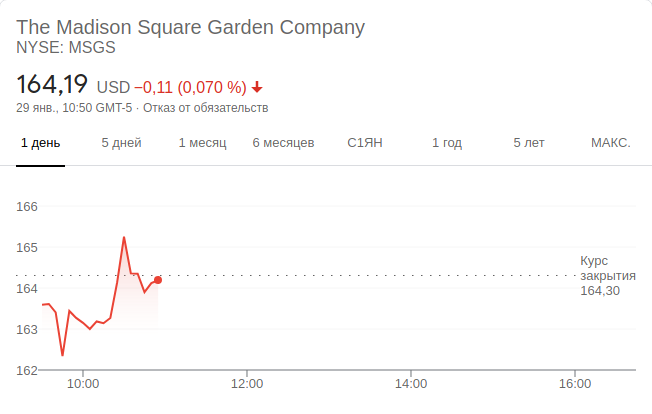 The Madison Square Garden Company
NYSE: MSGS
164,19 USD −0,11 (0,070 %)
29 янв., 10:50 GMT-5 · Отказ от обязательств
1 день 5 дней 1 месяц 6 месяцев С1ЯН 1 год 5 лет МАКС.
166
165
Курс
закрытия
164,30
164
163
162
10:00 12:00 14:00 16:00